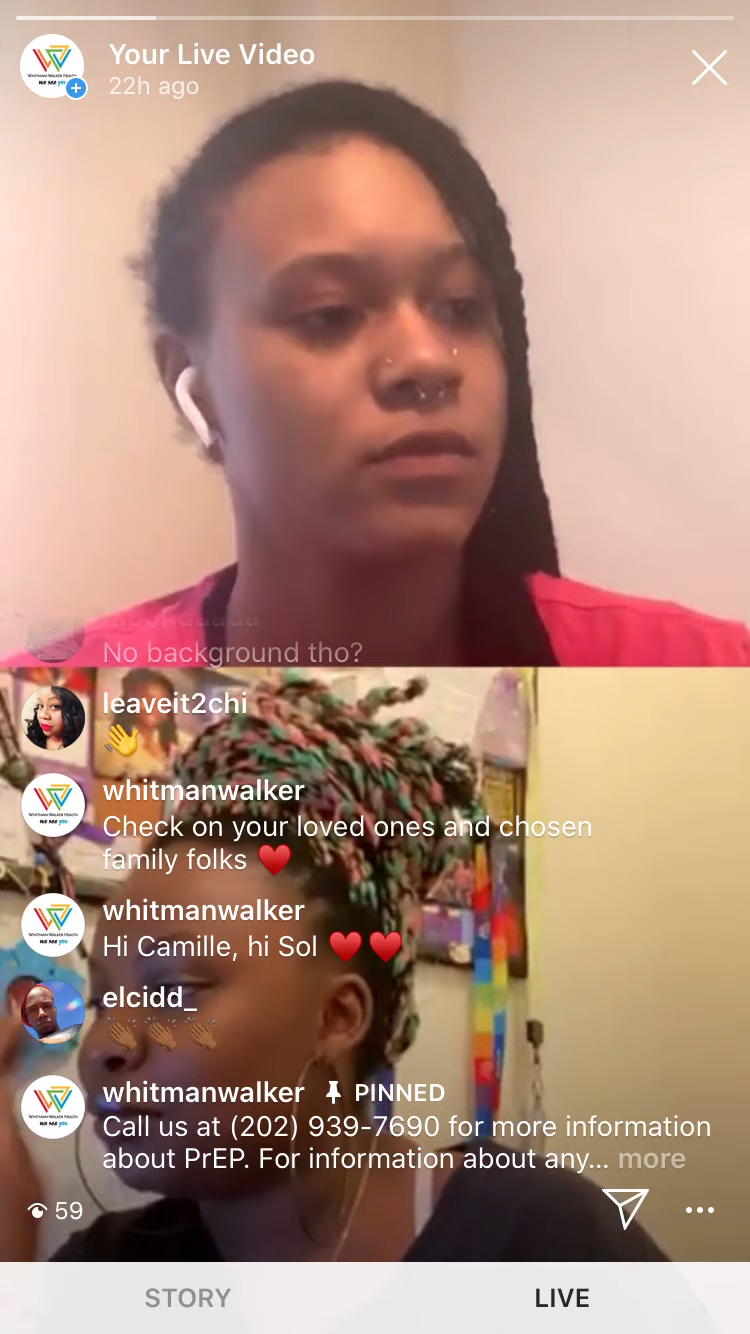 Your Live Video
22h ago
No background tho?
leaveit2chi
whitmanwalker
Check on your loved ones and chosen
family folks ♥️
whitmanwalker
Hi Camille, hi Sol ♥️♥️
elcidd_
👏🏾👏🏾👏🏾
whitmanwalker 📌 PINNED
Call us at (202) 939-7690 for more information
about PrEP. For information about any... more
59
STORY
LIVE